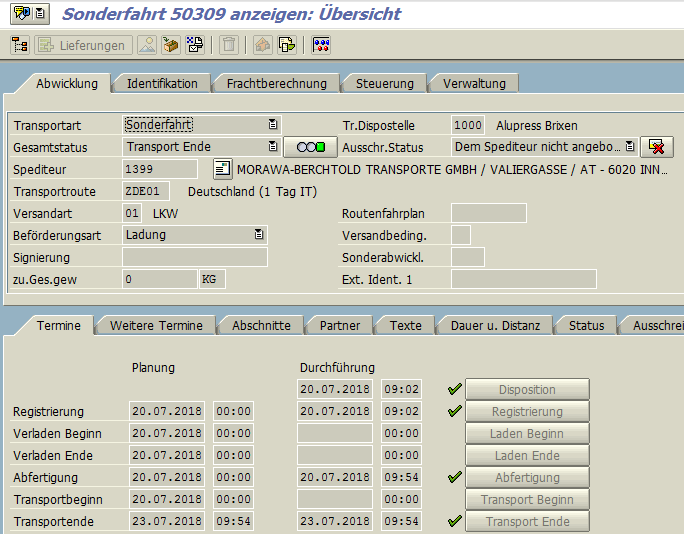 Sonderfahrt 50309 anzeigen: Übersicht
Lieferungen
Abwicklung Identifikation Frachtberechnung Steuerung Verwaltung
Transportart Sonderfahrt Tr.Dispostelle 1000 Alupress Brixen
Gesamtstatus Transport Ende Ausschr.Status Dem Spediteur nicht angebo…
Spediteur 1399 MORAWA-BERCHTOLD TRANSPORTE GMBH / VALIERGASSE / AT - 6020 INN…
Transportroute ZDE01 Deutschland (1 Tag IT)
Versandart 01 LKW Routenfahrplan
Beförderungsart Ladung Versandbeding.
Signierung Sonderabwickl.
zu.Ges.gew 0 KG Ext. Ident. 1
Termine Weitere Termine Abschnitte Partner Texte Dauer u. Distanz Status Ausschrei
Planung Durchführung
20.07.2018 09:02 Disposition
Registrierung 20.07.2018 00:00 20.07.2018 09:02 Registrierung
Verladen Beginn 20.07.2018 00:00 00:00 Laden Beginn
Verladen Ende 20.07.2018 00:00 00:00 Laden Ende
Abfertigung 20.07.2018 00:00 20.07.2018 09:54 Abfertigung
Transportbeginn 20.07.2018 00:00 00:00 Transport Beginn
Transportende 23.07.2018 09:54 23.07.2018 09:54 Transport Ende